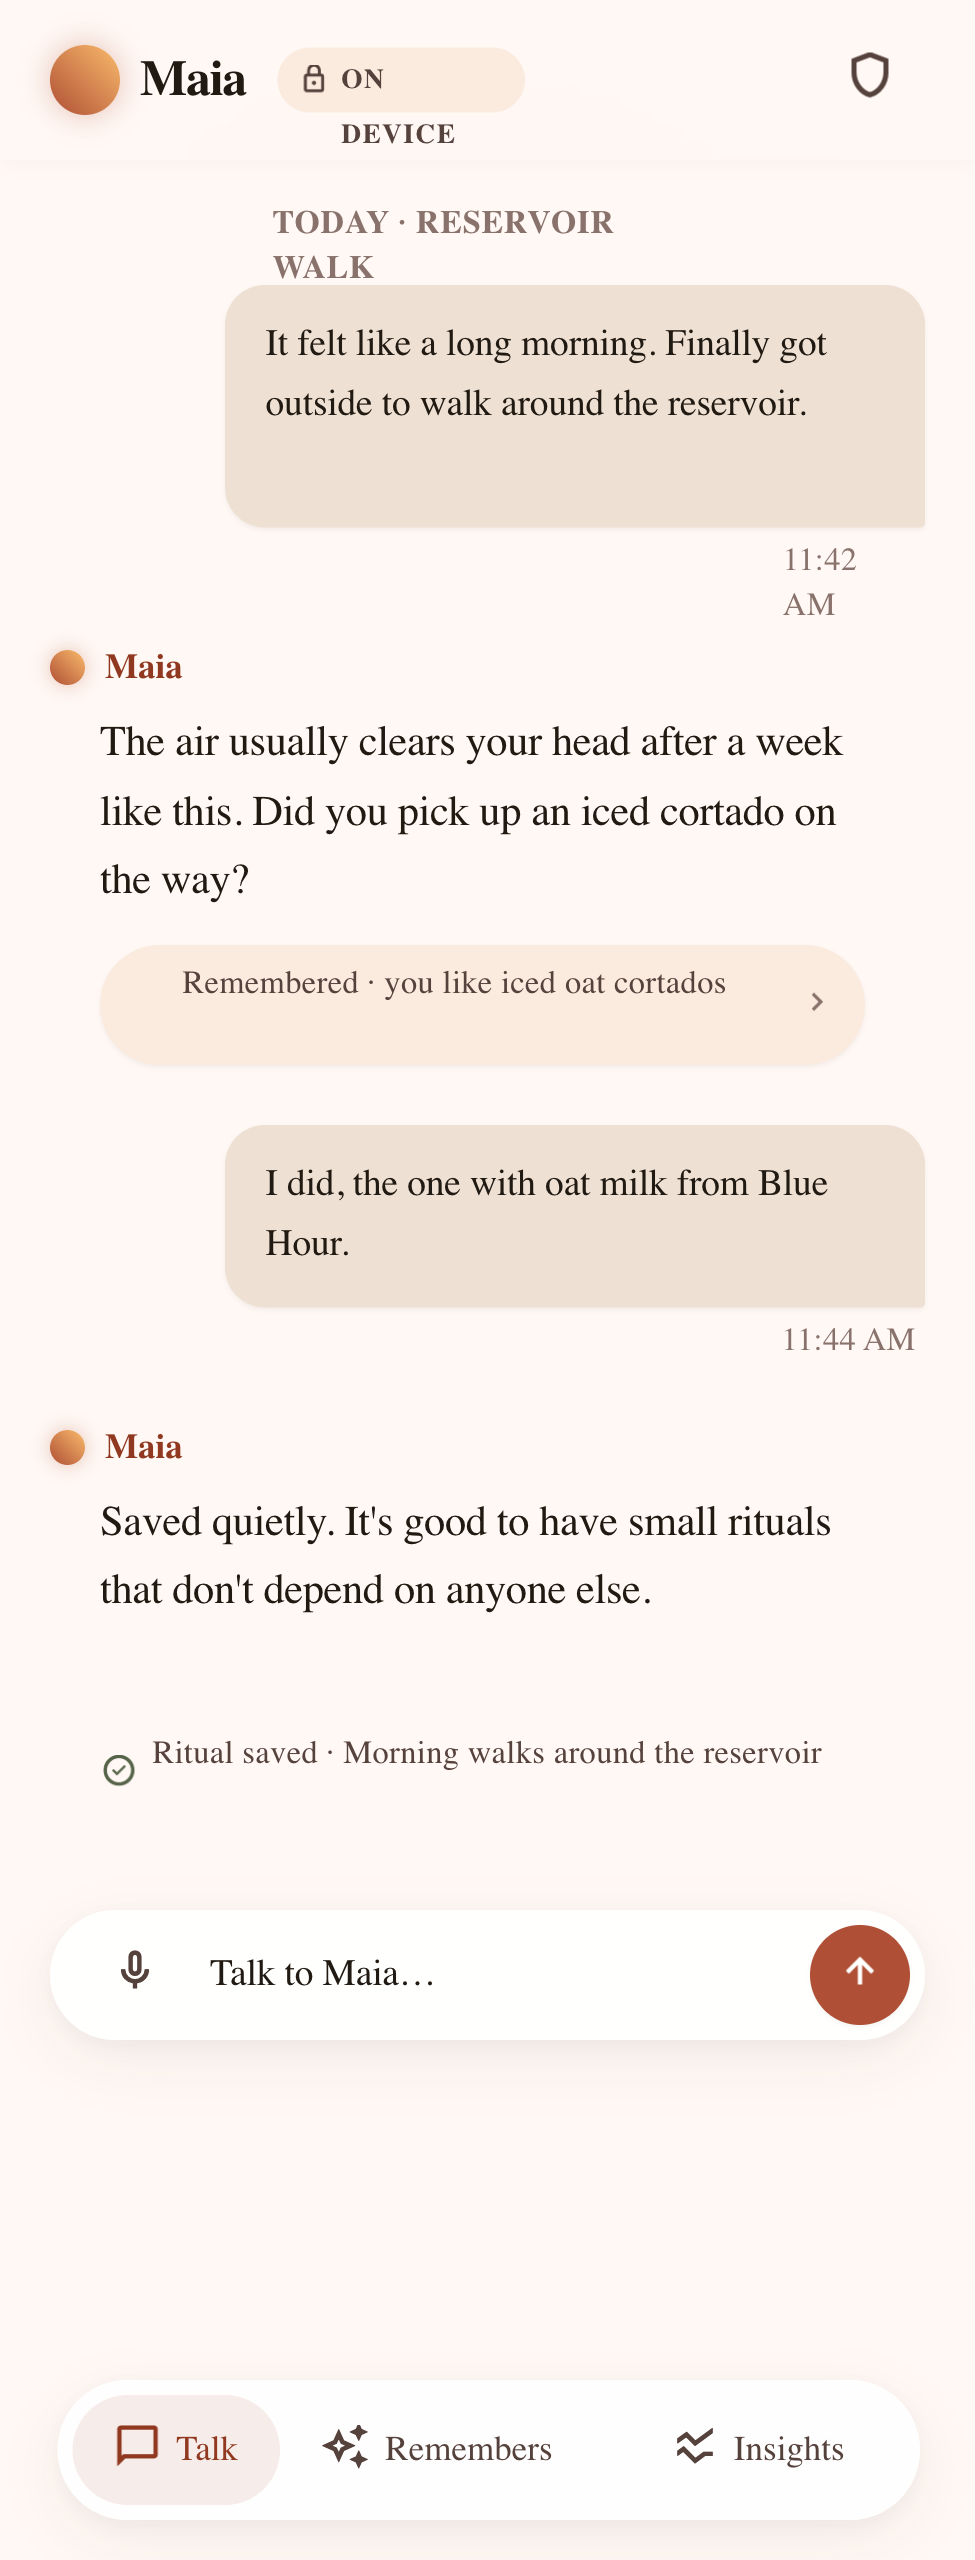 Maia
ON
DEVICE
TODAY · RESERVOIR
WALK
It felt like a long morning. Finally got
outside to walk around the reservoir.
11:42
AM
Maia
The air usually clears your head after a week
like this. Did you pick up an iced cortado on
the way?
Remembered · you like iced oat cortados
I did, the one with oat milk from Blue
Hour.
11:44 AM
Maia
Saved quietly. It's good to have small rituals
that don't depend on anyone else.
Ritual saved · Morning walks around the reservoir
Talk to Maia…
Talk
Remembers
Insights